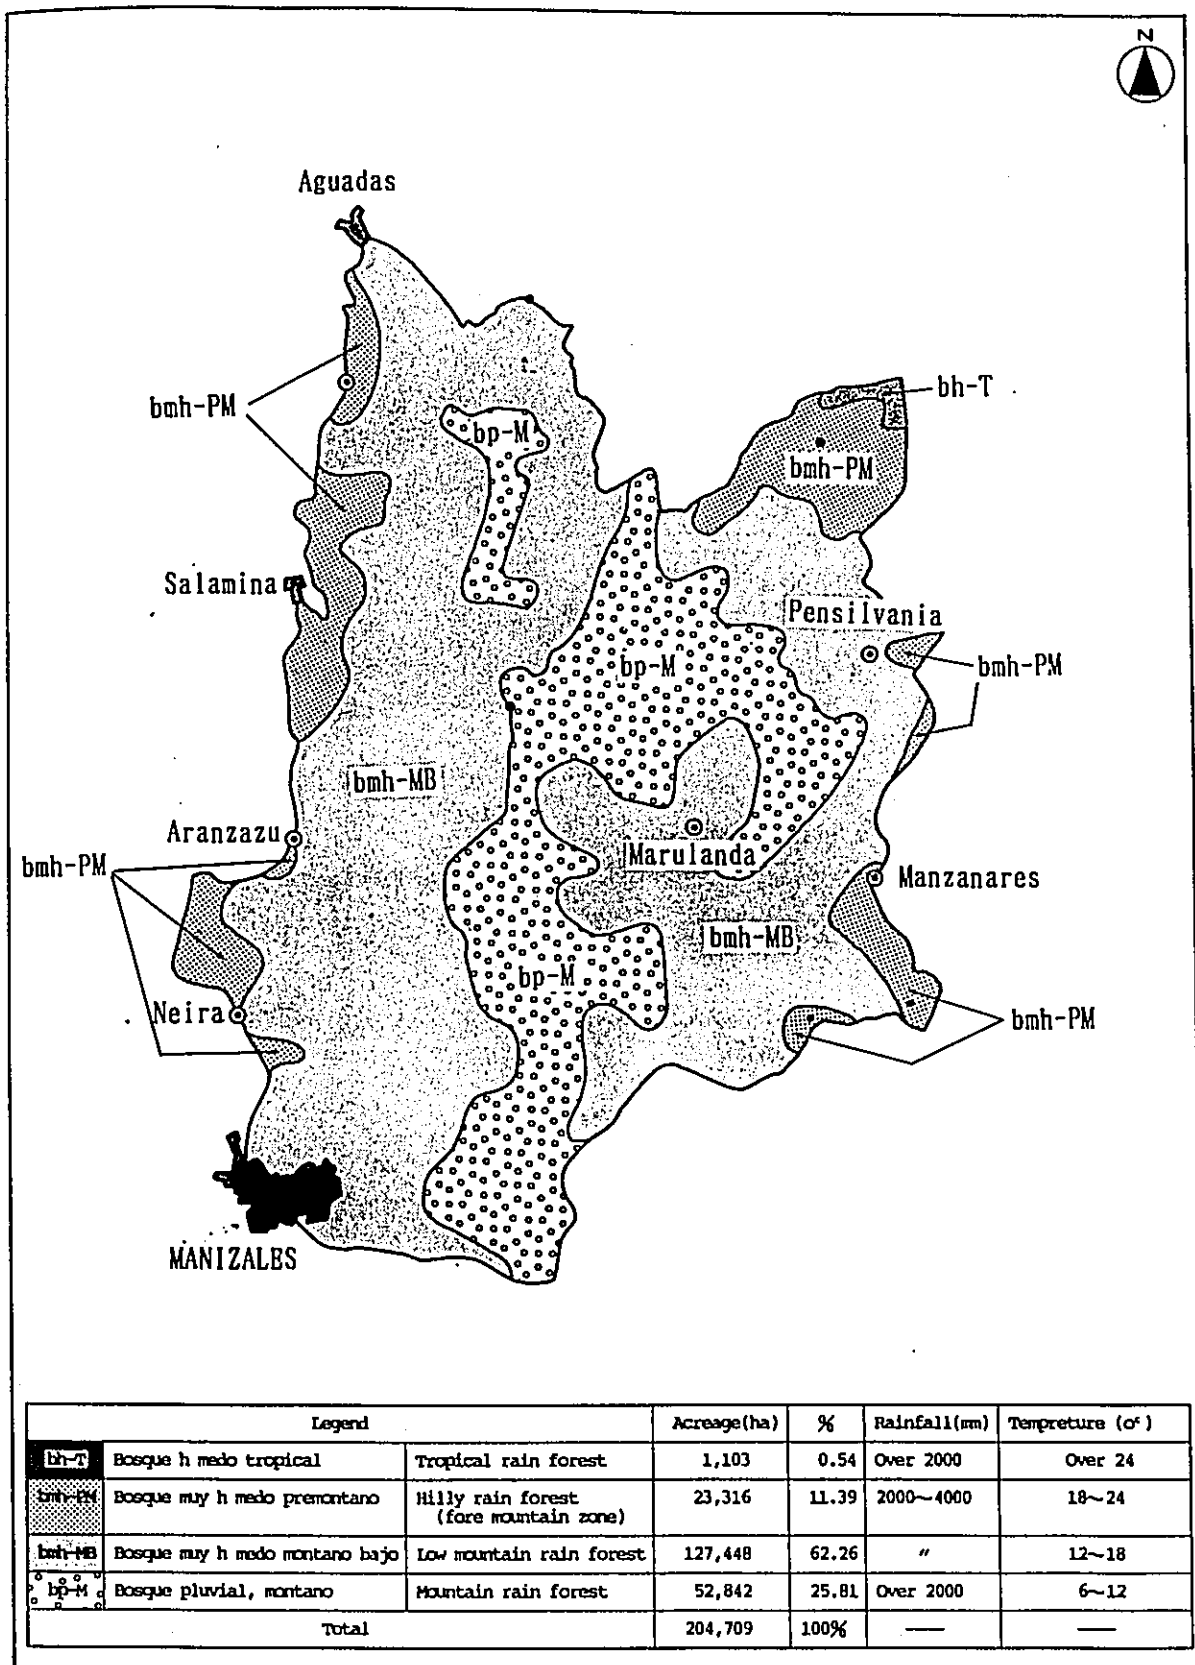 N
Aguadas
bmh-PM
bp-M
bh-T
bmh-PM
Salamina
Pensilvania
bp-M
bmh-PM
bmh-MB
Aranzazu
Marulanda
bmh-PM
Manzanares
bmh-MB
bp-M
Neira
bmh-PM
MANIZALES
Legend Acreage(ha) % Rainfall(mm) Tempreture (o°)
bh-T Bosque h medo tropical Tropical rain forest 1,103 0.54 Over 2000 Over 24
bmh-PM Bosque muy h medo premontano Hilly rain forest 23,316 11.39 2000~4000 18~24
(fore mountain zone)
bmh-MB Bosque muy h medo montano bajo Low mountain rain forest 127,448 62.26 〃 12~18
bp-M Bosque pluvial, montano Mountain rain forest 52,842 25.81 Over 2000 6~12
Total 204,709 100% — —